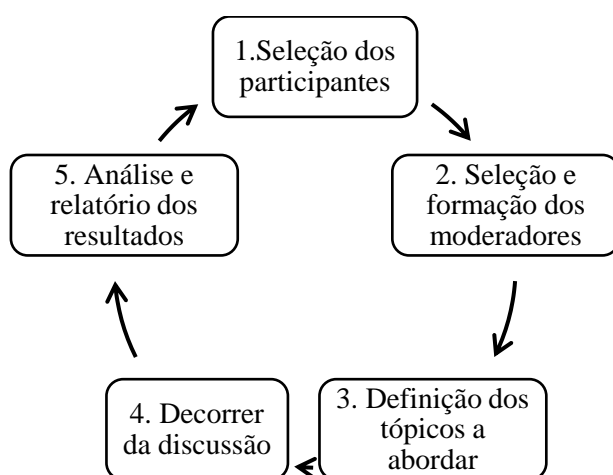 1.Seleção dos
participantes
2. Seleção e
formação dos
moderadores
3. Definição dos
tópicos a
abordar
4. Decorrer
da discussão
5. Análise e
relatório dos
resultados